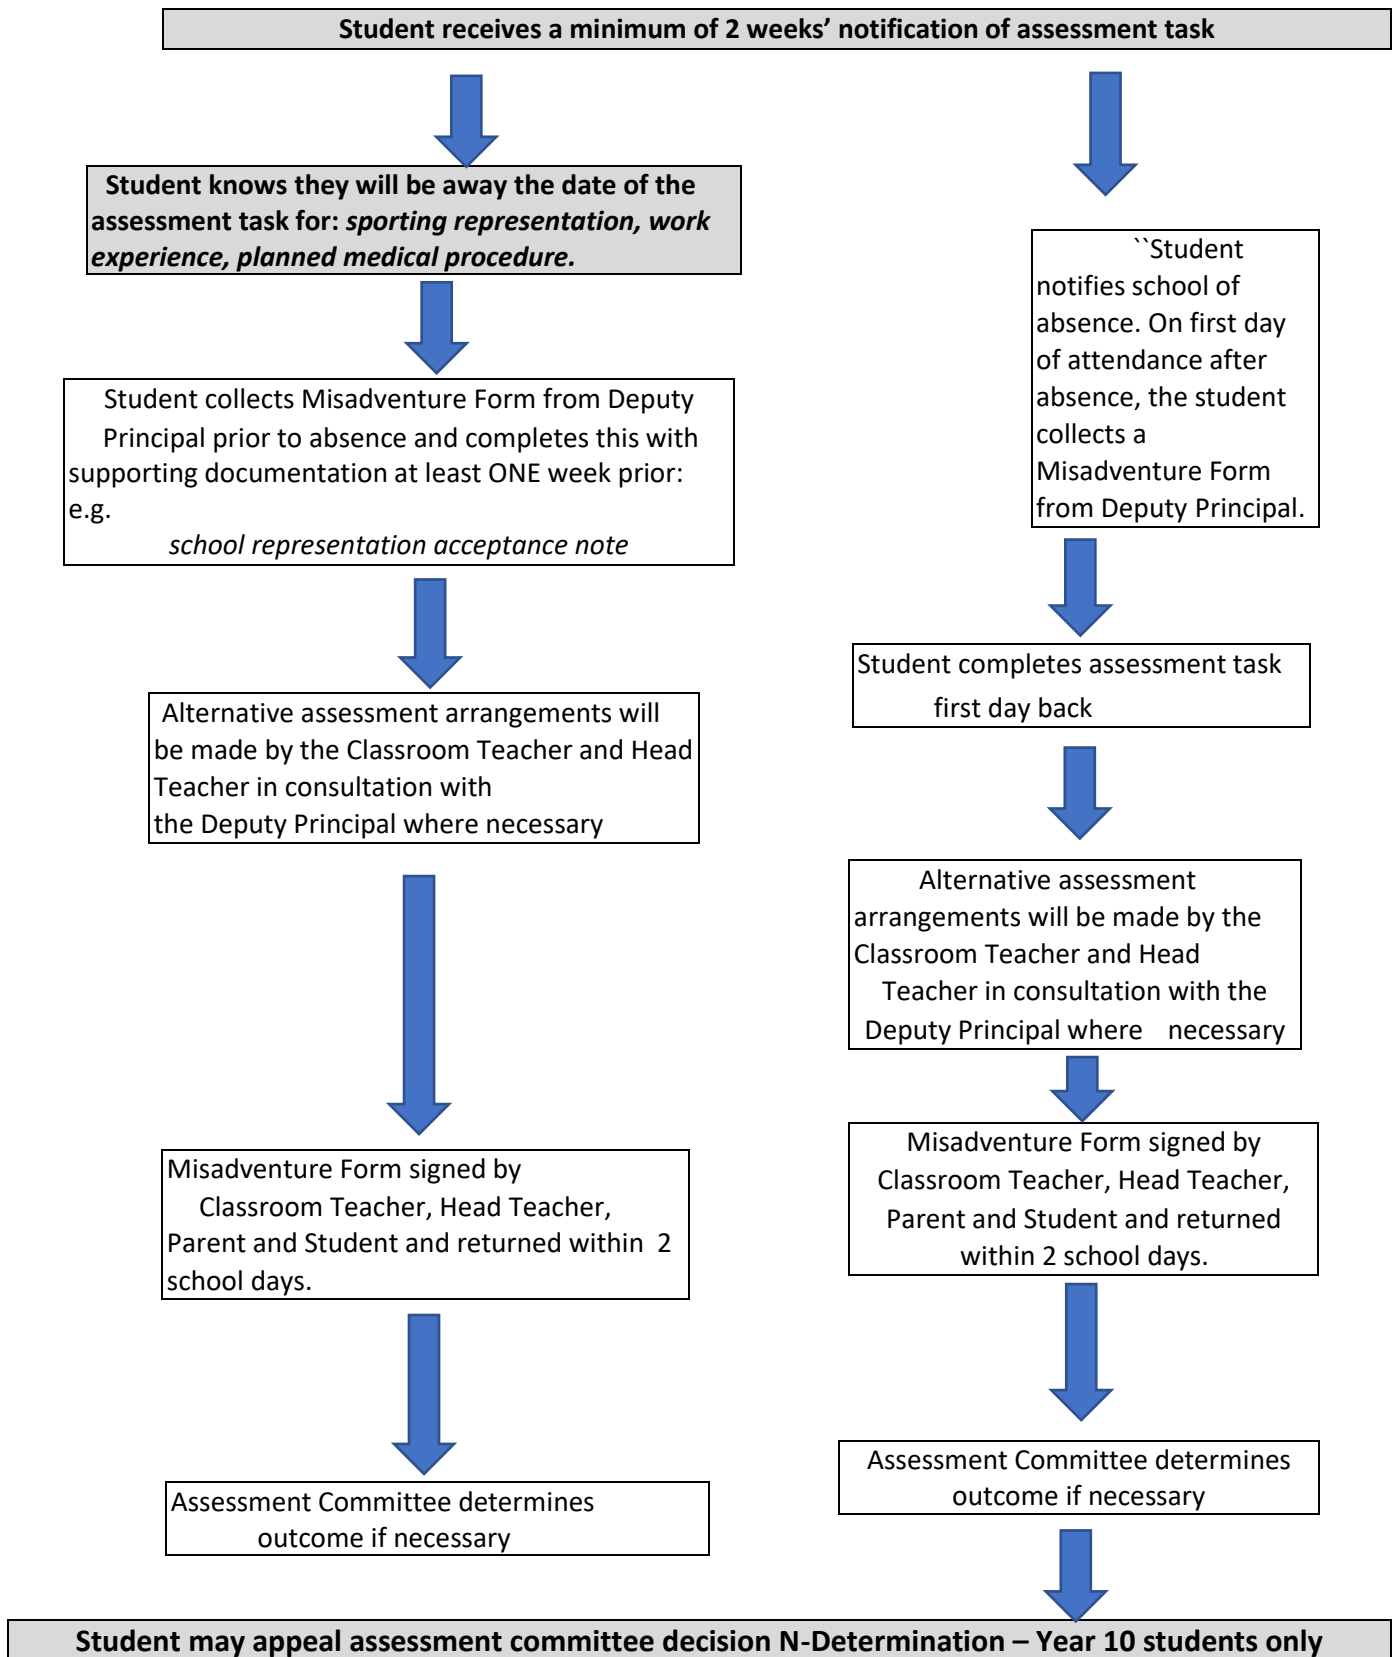 Student receives a minimum of 2 weeks’ notification of assessment task
Student knows they will be away the date of the
assessment task for: sporting representation, work
experience, planned medical procedure.
Student collects Misadventure Form from Deputy
Principal prior to absence and completes this with
supporting documentation at least ONE week prior:
e.g.
school representation acceptance note
Alternative assessment arrangements will
be made by the Classroom Teacher and Head
Teacher in consultation with
the Deputy Principal where necessary
Misadventure Form signed by
Classroom Teacher, Head Teacher,
Parent and Student and returned within 2
school days.
Assessment Committee determines
outcome if necessary
``Student
notifies school of
absence. On first day
of attendance after
absence, the student
collects a
Misadventure Form
from Deputy Principal.
Student completes assessment task
first day back
Alternative assessment
arrangements will be made by the
Classroom Teacher and Head
Teacher in consultation with the
Deputy Principal where necessary
Misadventure Form signed by
Classroom Teacher, Head Teacher,
Parent and Student and returned
within 2 school days.
Assessment Committee determines
outcome if necessary
Student may appeal assessment committee decision N-Determination – Year 10 students only